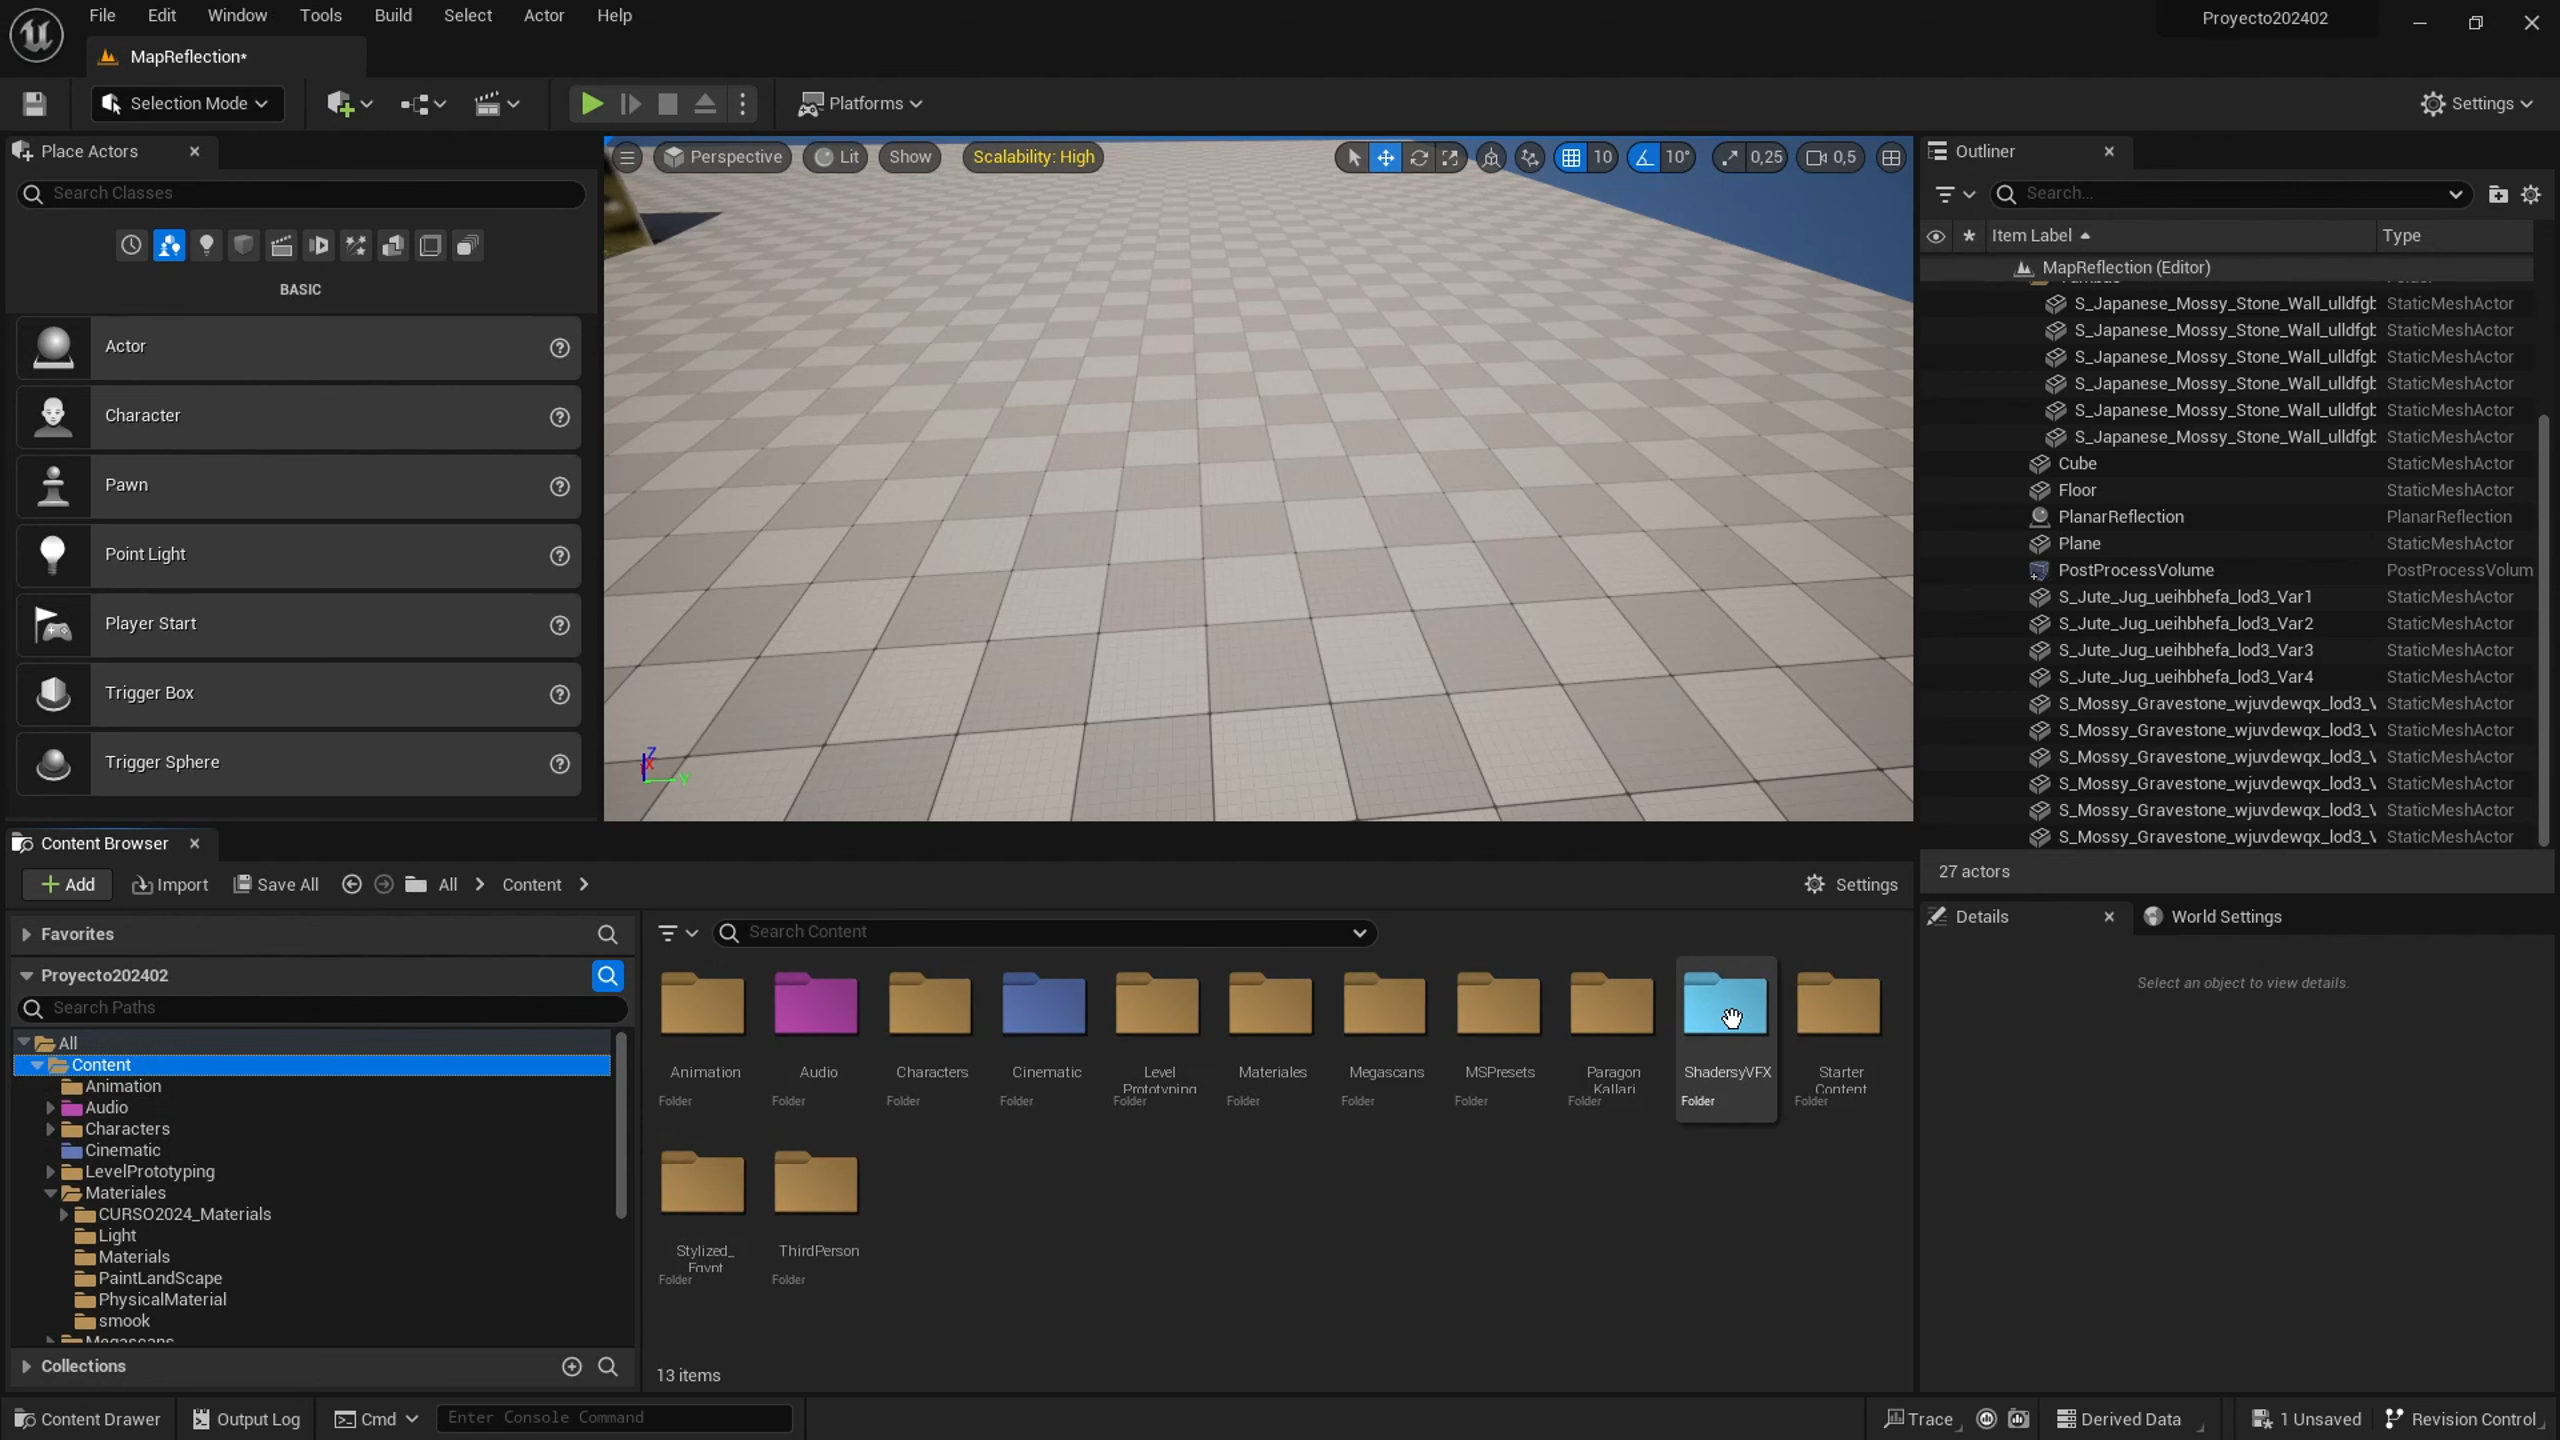 File Edit Window Tools Build Select Actor Help
Proyecto202402
MapReflection*
Selection Mode
Platforms
Settings
Place Actors
Search Classes
BASIC
Actor
Character
Pawn
Point Light
Player Start
Trigger Box
Trigger Sphere
Perspective Lit Show Scalability: High
10 10° 0,25 0,5
Z
X
Y
Outliner
Search...
Item Label Type
MapReflection (Editor)
S_Japanese_Mossy_Stone_Wall_ulldfgb StaticMeshActor
S_Japanese_Mossy_Stone_Wall_ulldfgb StaticMeshActor
S_Japanese_Mossy_Stone_Wall_ulldfgb StaticMeshActor
S_Japanese_Mossy_Stone_Wall_ulldfgb StaticMeshActor
S_Japanese_Mossy_Stone_Wall_ulldfgb StaticMeshActor
S_Japanese_Mossy_Stone_Wall_ulldfgb StaticMeshActor
Cube StaticMeshActor
Floor StaticMeshActor
PlanarReflection PlanarReflection
Plane StaticMeshActor
PostProcessVolume PostProcessVolum
S_Jute_Jug_ueihbhefa_lod3_Var1 StaticMeshActor
S_Jute_Jug_ueihbhefa_lod3_Var2 StaticMeshActor
S_Jute_Jug_ueihbhefa_lod3_Var3 StaticMeshActor
S_Jute_Jug_ueihbhefa_lod3_Var4 StaticMeshActor
S_Mossy_Gravestone_wjuvdewqx_lod3_V StaticMeshActor
S_Mossy_Gravestone_wjuvdewqx_lod3_V StaticMeshActor
S_Mossy_Gravestone_wjuvdewqx_lod3_V StaticMeshActor
S_Mossy_Gravestone_wjuvdewqx_lod3_V StaticMeshActor
S_Mossy_Gravestone_wjuvdewqx_lod3_V StaticMeshActor
S_Mossy_Gravestone_wjuvdewqx_lod3_V StaticMeshActor
27 actors
Details World Settings
Select an object to view details.
Content Browser
Add Import Save All All > Content >
Settings
Favorites
Proyecto202402
Search Paths
All
Content
Animation
Audio
Characters
Cinematic
LevelPrototyping
Materiales
CURSO2024_Materials
Light
Materials
PaintLandScape
PhysicalMaterial
smook
Megascans
Collections
Search Content
Animation Audio Characters Cinematic Level Prototyping Materiales Megascans MSPresets Paragon Kallari ShadersyVFX Starter Content
Folder Folder Folder Folder Folder Folder Folder Folder Folder Folder Folder
Stylized_ Egypt ThirdPerson
Folder Folder
13 items
Content Drawer Output Log Cmd Enter Console Command
Trace Derived Data 1 Unsaved Revision Control